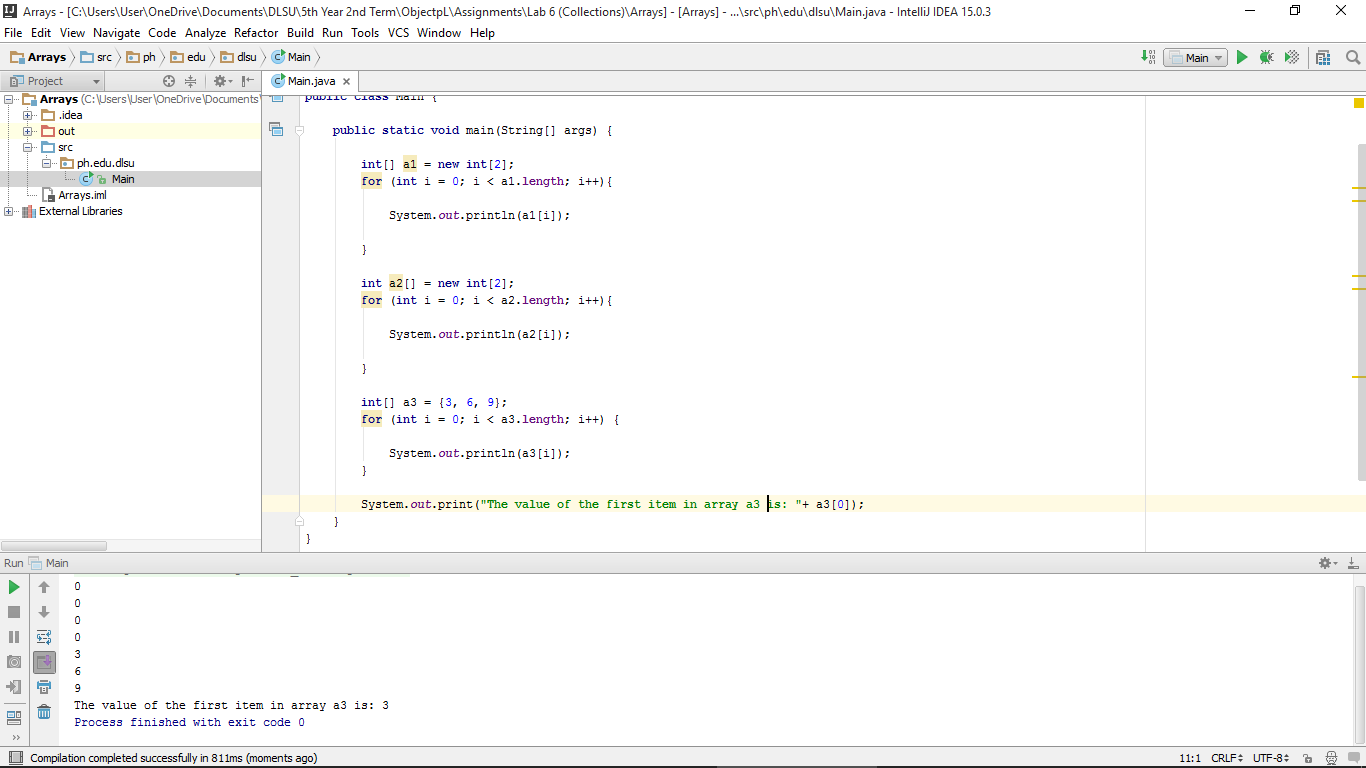 Arrays - [C:\Users\User\OneDrive\Documents\DLSU\5th Year 2nd Term\ObjectpL\Assignments\Lab 6 (Collections)\Arrays] - [Arrays] - ...\src\ph\edu\dlsu\Main.java - IntelliJ IDEA 15.0.3
File Edit View Navigate Code Analyze Refactor Build Run Tools VCS Window Help
Arrays src ph edu dlsu Main Main
Project Main.java
Arrays (C:\Users\User\OneDrive\Documents
.idea
out
src
ph.edu.dlsu
Main
Arrays.iml
External Libraries
public class Main {
public static void main(String[] args) {
int[] a1 = new int[2];
for (int i = 0; i < a1.length; i++){
System.out.println(a1[i]);
}
int a2[] = new int[2];
for (int i = 0; i < a2.length; i++){
System.out.println(a2[i]);
}
int[] a3 = {3, 6, 9};
for (int i = 0; i < a3.length; i++) {
System.out.println(a3[i]);
}
System.out.print("The value of the first item in array a3 is: "+ a3[0]);
}
}
Run Main
0
0
0
0
3
6
9
The value of the first item in array a3 is: 3
Process finished with exit code 0
Compilation completed successfully in 811ms (moments ago) 11:1 CRLF UTF-8